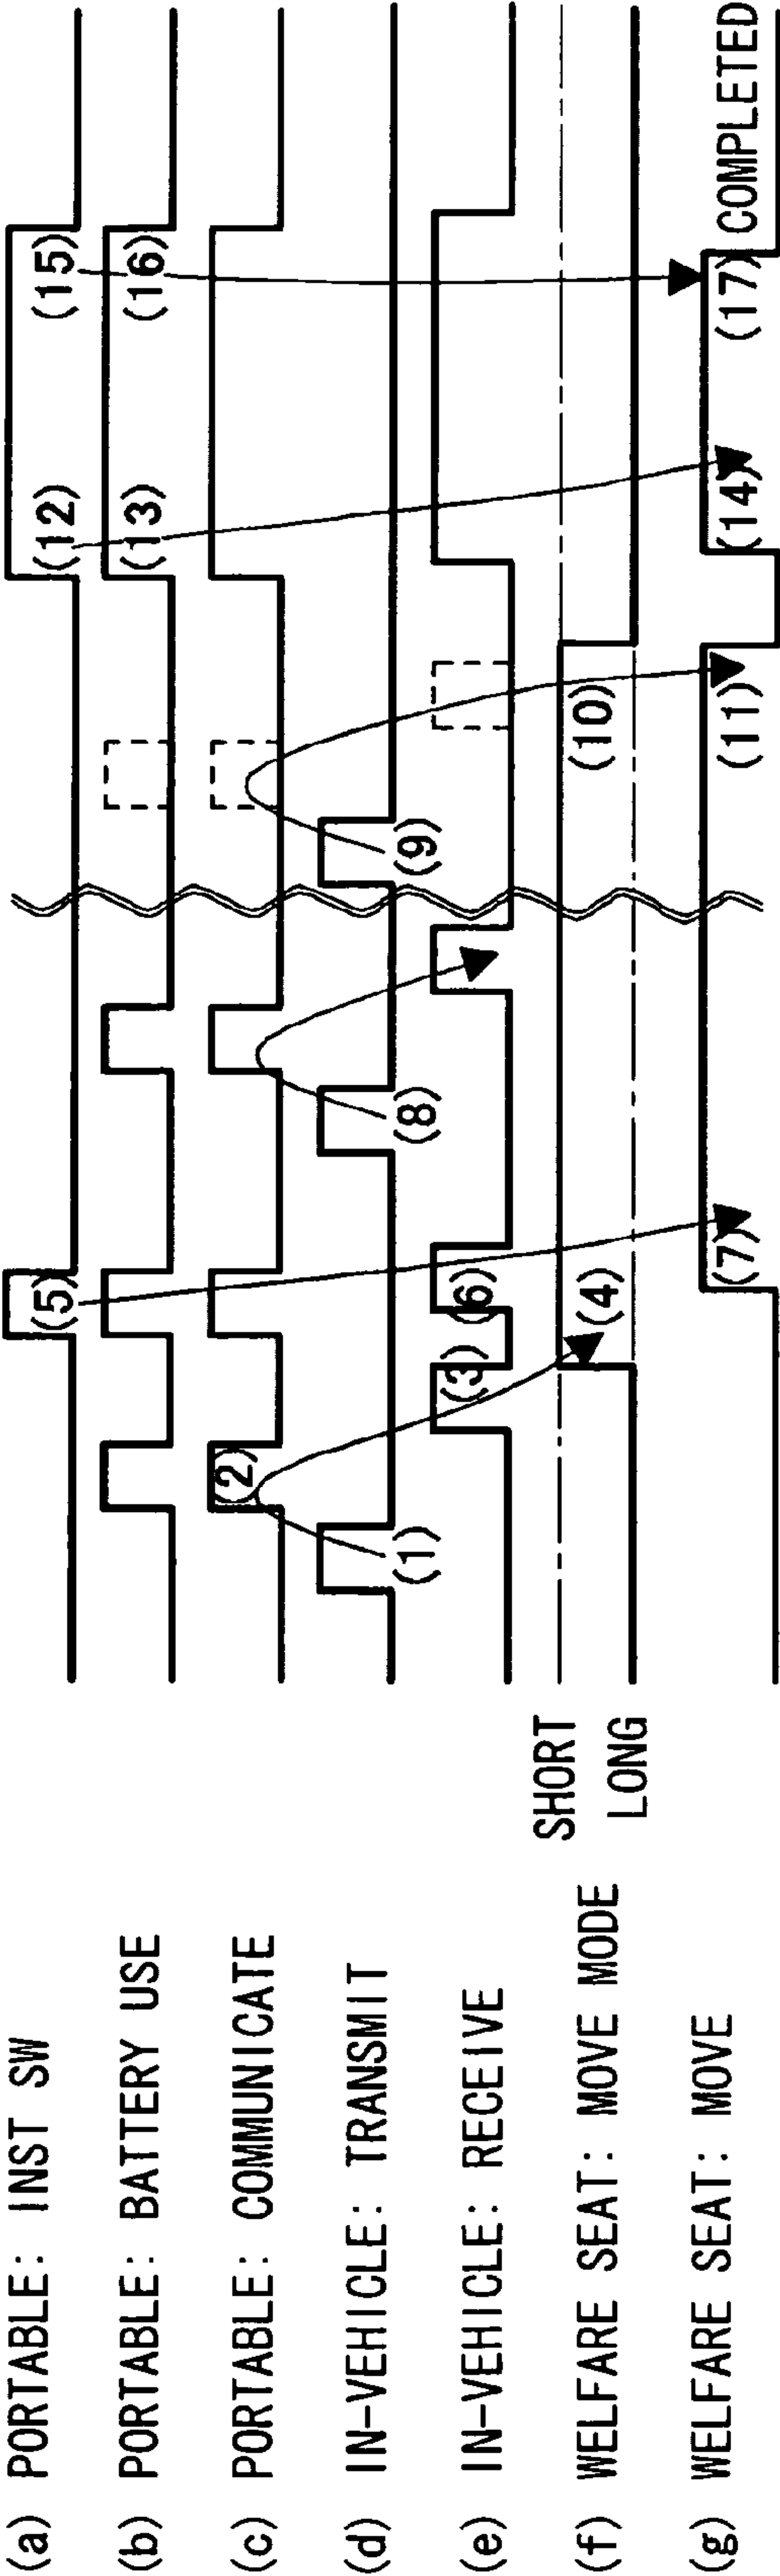 (a) PORTABLE: INST SW
(5)
(12)
(15)
(b) PORTABLE: BATTERY USE
(13)
(16)
(c) PORTABLE: COMMUNICATE
(2)
(d) IN-VEHICLE: TRANSMIT
(1)
(8)
(9)
(e) IN-VEHICLE: RECEIVE
(3)
(6)
SHORT
(f) WELFARE SEAT: MOVE MODE
LONG
(4)
(10)
(g) WELFARE SEAT: MOVE
(7)
(11)
(14)
(17)
COMPLETED